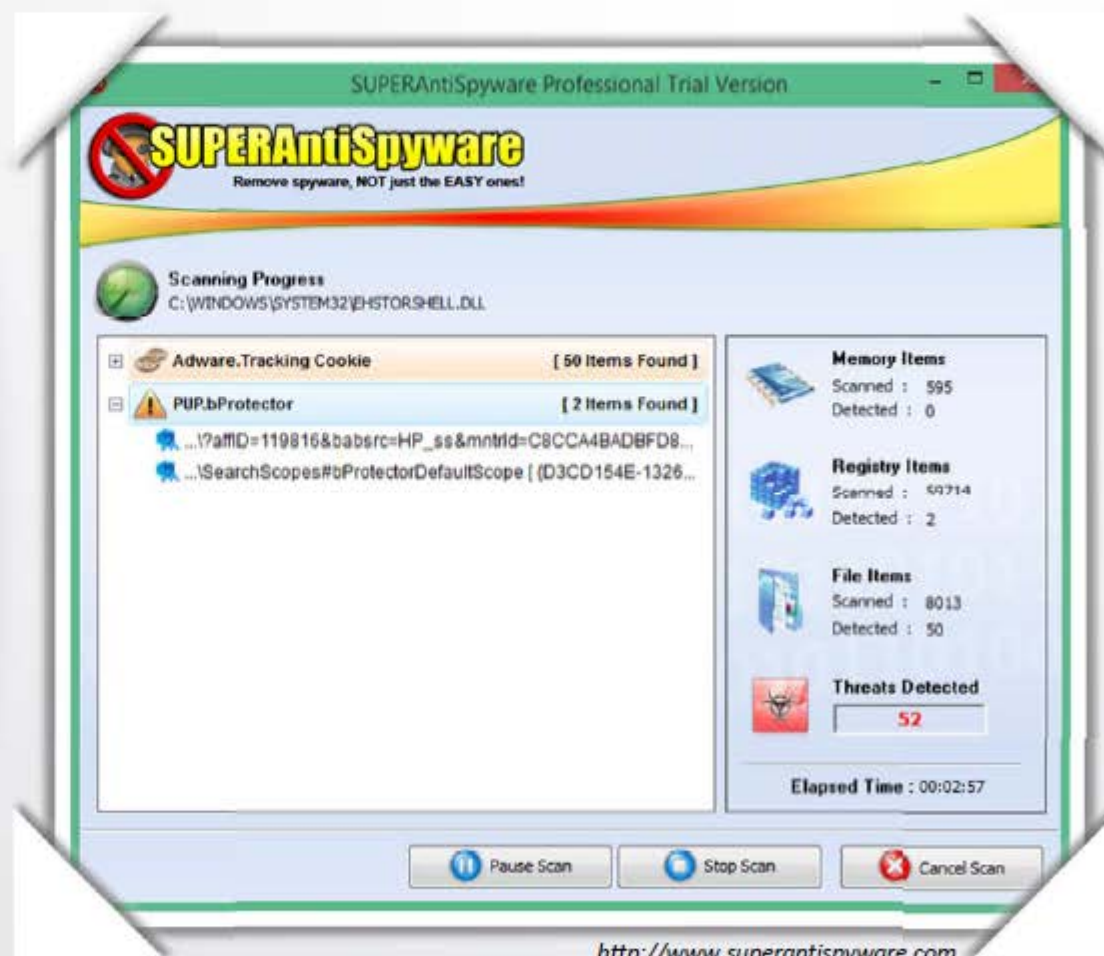 SUPERAntiSpyware Professional Trial Version
SUPERAntiSpyware
Remove spyware, NOT just the EASY ones!
Scanning Progress
C:\WINDOWS\SYSTEM32\EHSTORSHELL.DLL
Adware.Tracking Cookie [ 50 Items Found ]
PUP.bProtector [ 2 Items Found ]
...\?affID=119816&babsrc=HP_ss&mntrId=C8CCA4BADBFD8...
...\SearchScopes#bProtectorDefaultScope [ {D3CD154E-1326...
Memory Items
Scanned : 595
Detected : 0
Registry Items
Scanned : 59714
Detected : 2
File Items
Scanned : 8013
Detected : 50
Threats Detected
52
Elapsed Time : 00:02:57
Pause Scan
Stop Scan
Cancel Scan
http://www.superantispyware.com